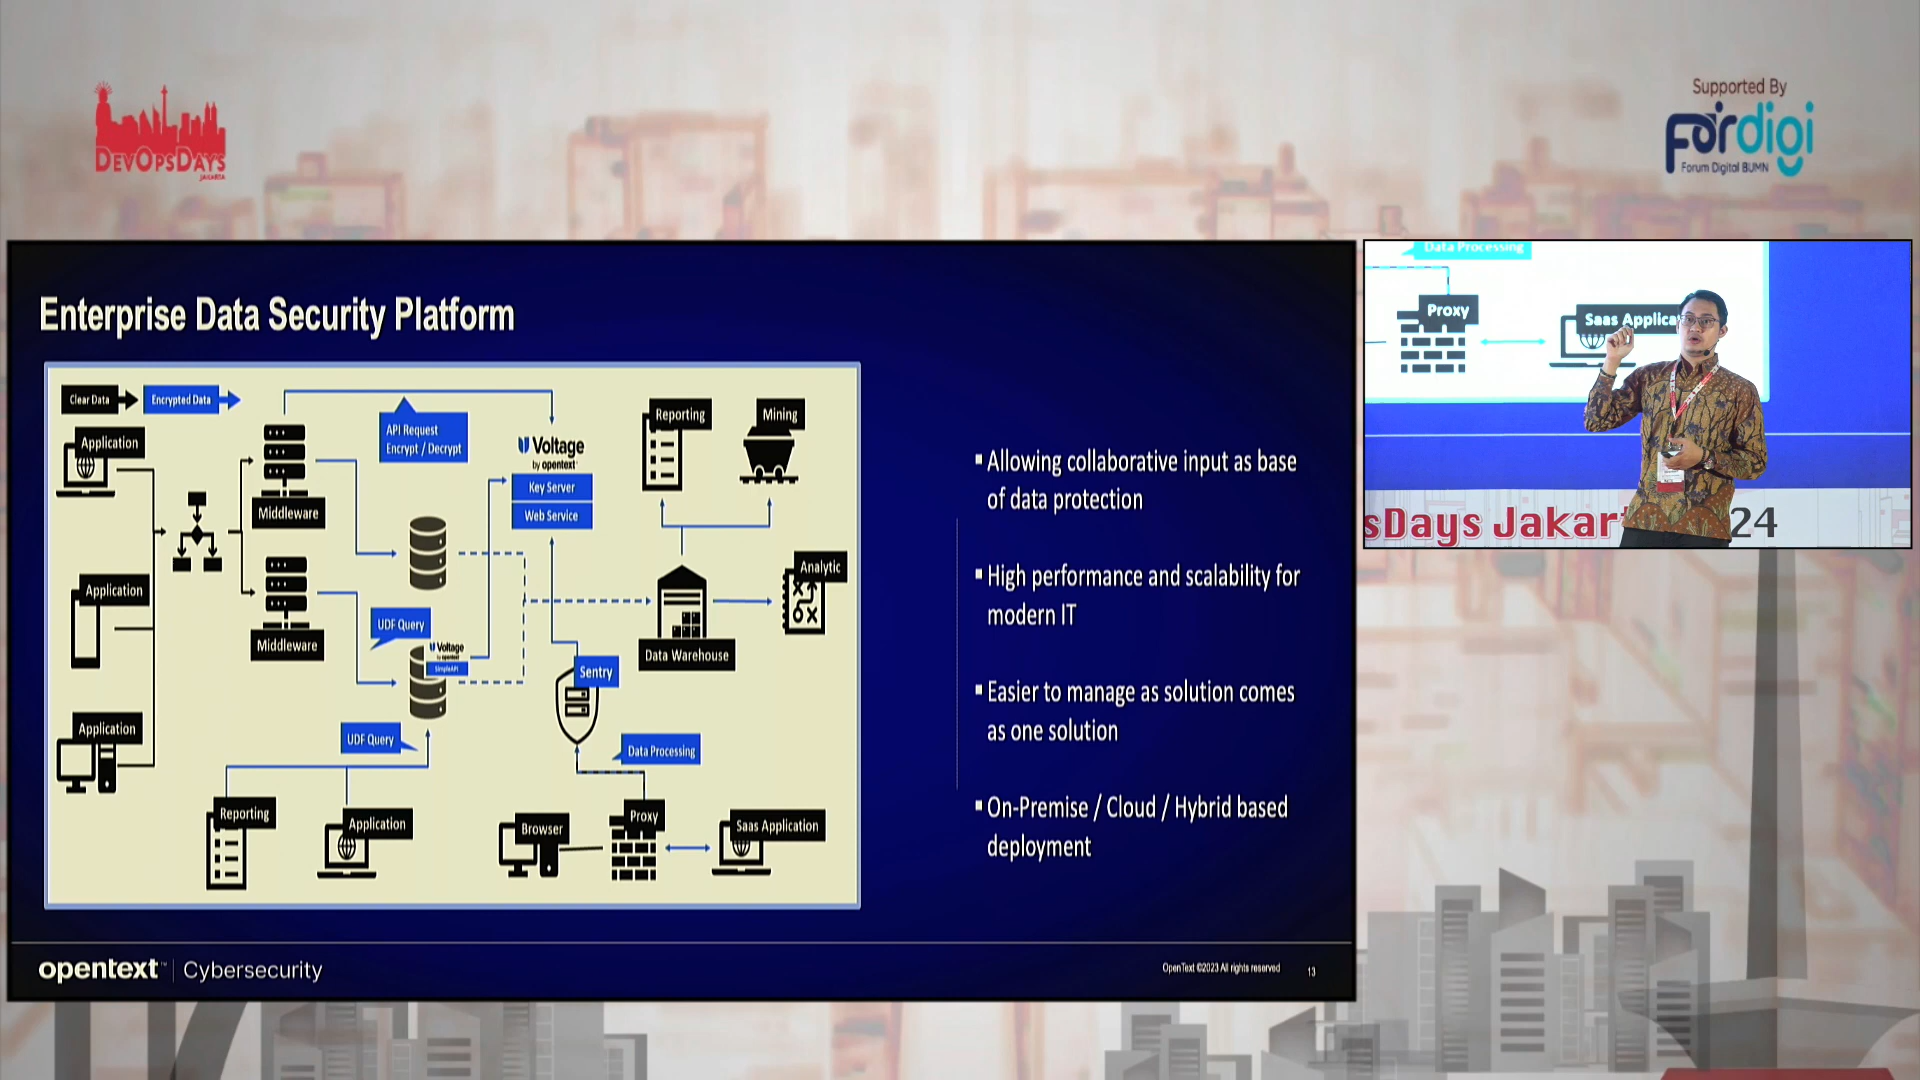 DEVOPSDAYS
JAKARTA
Supported By
Fordigi
Forum Digital BUMN
Enterprise Data Security Platform
Clear Data
Encrypted Data
Application
Application
Application
Middleware
Middleware
API Request
Encrypt / Decrypt
Voltage
by opentext
Key Server
Web Service
Reporting
Mining
Analytic
Data Warehouse
UDF Query
Voltage
by opentext
SimpleAPI
Sentry
UDF Query
Data Processing
Reporting
Application
Browser
Proxy
Saas Application
Allowing collaborative input as base
of data protection
High performance and scalability for
modern IT
Easier to manage as solution comes
as one solution
On-Premise / Cloud / Hybrid based
deployment
opentext™ | Cybersecurity
OpenText ©2023 All rights reserved
13
Data Processing
Proxy
Saas Applica
sDays Jakar
24